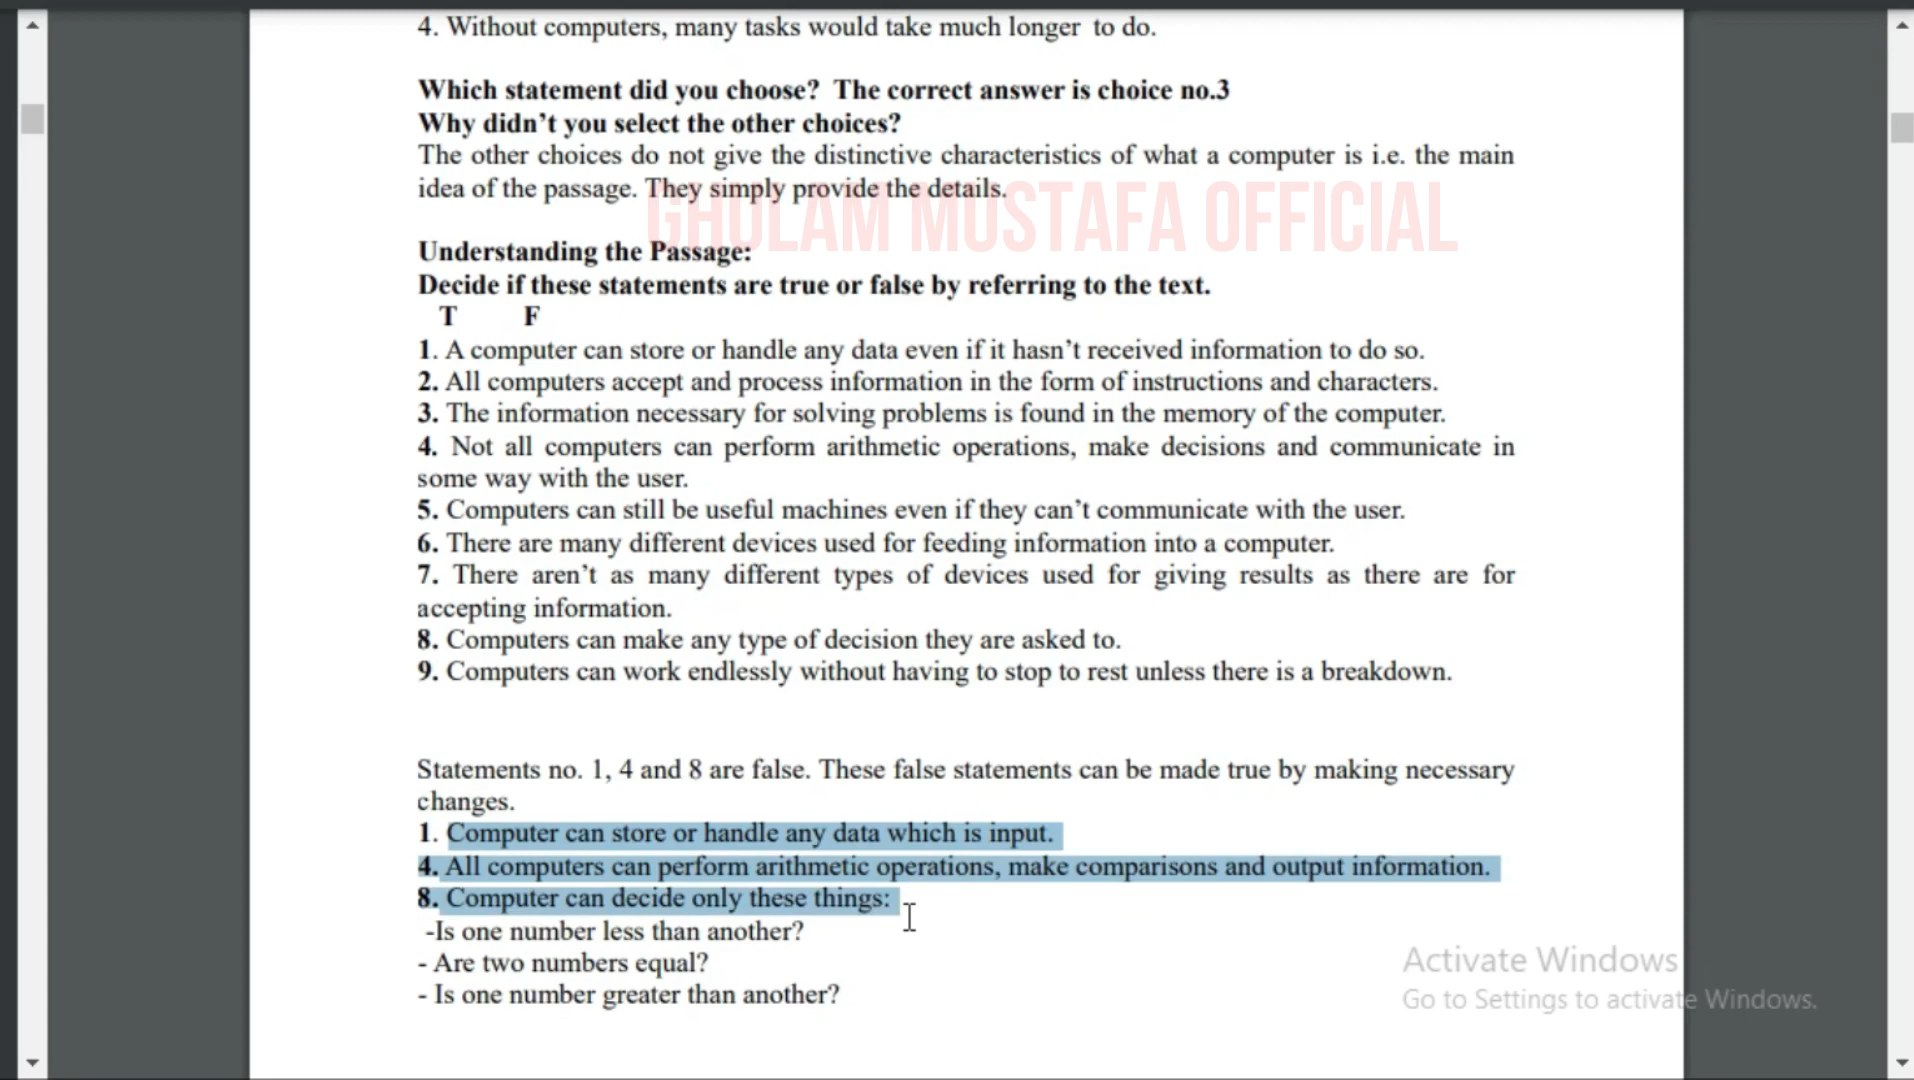 4. Without computers, many tasks would take much longer to do.
Which statement did you choose? The correct answer is choice no.3
Why didn’t you select the other choices?
The other choices do not give the distinctive characteristics of what a computer is i.e. the main
idea of the passage. They simply provide the details.
GHOLAM MUSTAFA OFFICIAL
Understanding the Passage:
Decide if these statements are true or false by referring to the text.
T F
1. A computer can store or handle any data even if it hasn’t received information to do so.
2. All computers accept and process information in the form of instructions and characters.
3. The information necessary for solving problems is found in the memory of the computer.
4. Not all computers can perform arithmetic operations, make decisions and communicate in
some way with the user.
5. Computers can still be useful machines even if they can’t communicate with the user.
6. There are many different devices used for feeding information into a computer.
7. There aren’t as many different types of devices used for giving results as there are for
accepting information.
8. Computers can make any type of decision they are asked to.
9. Computers can work endlessly without having to stop to rest unless there is a breakdown.
Statements no. 1, 4 and 8 are false. These false statements can be made true by making necessary
changes.
1. Computer can store or handle any data which is input.
4. All computers can perform arithmetic operations, make comparisons and output information.
8. Computer can decide only these things:
-Is one number less than another?
- Are two numbers equal?
- Is one number greater than another?
Activate Windows
Go to Settings to activate Windows.